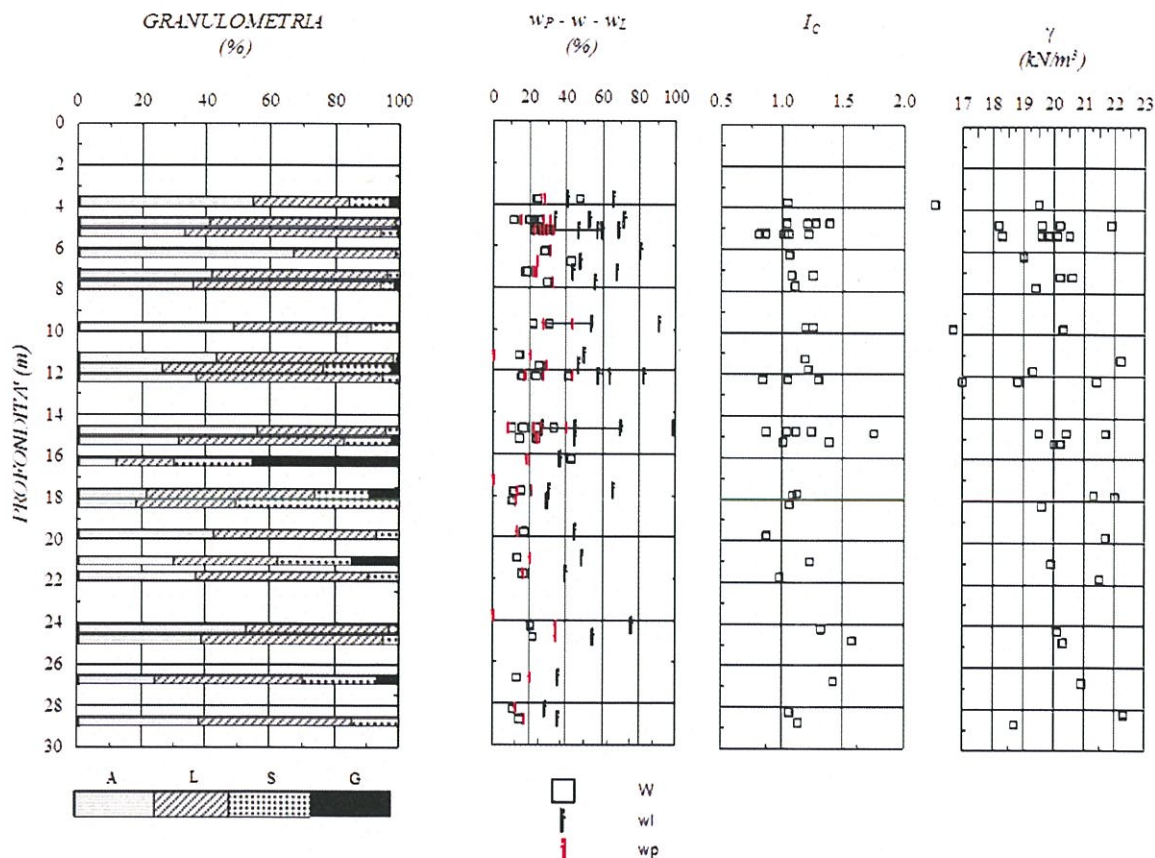 GRANULOMETRIA
(%)
0 20 40 60 80 100
PROFONDITA' (m)
0
2
4
6
8
10
12
14
16
18
20
22
24
26
28
30
A L S G
wP - w - wL
(%)
0 20 40 60 80 100
W
wl
wp
IC
0.5 1.0 1.5 2.0
γ
(kN/m³)
17 18 19 20 21 22 23